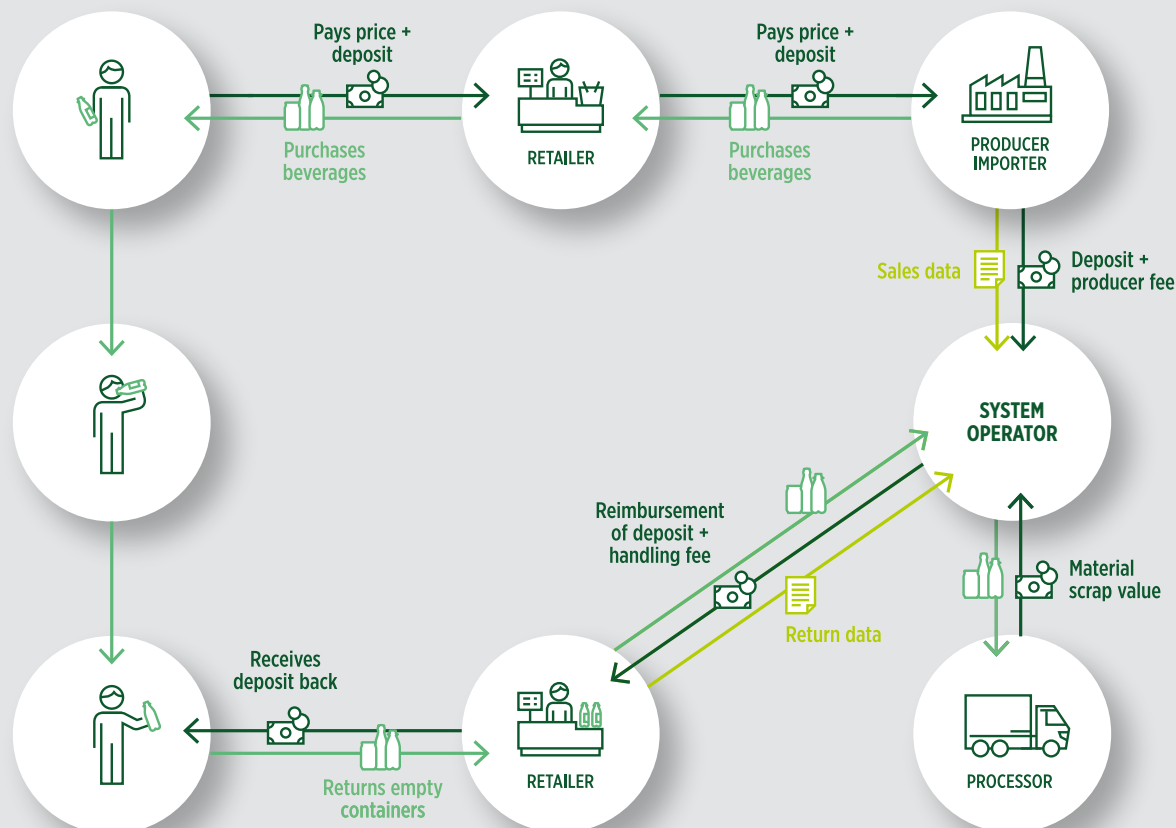 Pays price +
deposit
Pays price +
deposit
RETAILER
PRODUCER
IMPORTER
Purchases
beverages
Purchases
beverages
Sales data
Deposit +
producer fee
SYSTEM
OPERATOR
Reimbursement
of deposit +
handling fee
Material
scrap value
Return data
Receives
deposit back
RETAILER
PROCESSOR
Returns empty
containers